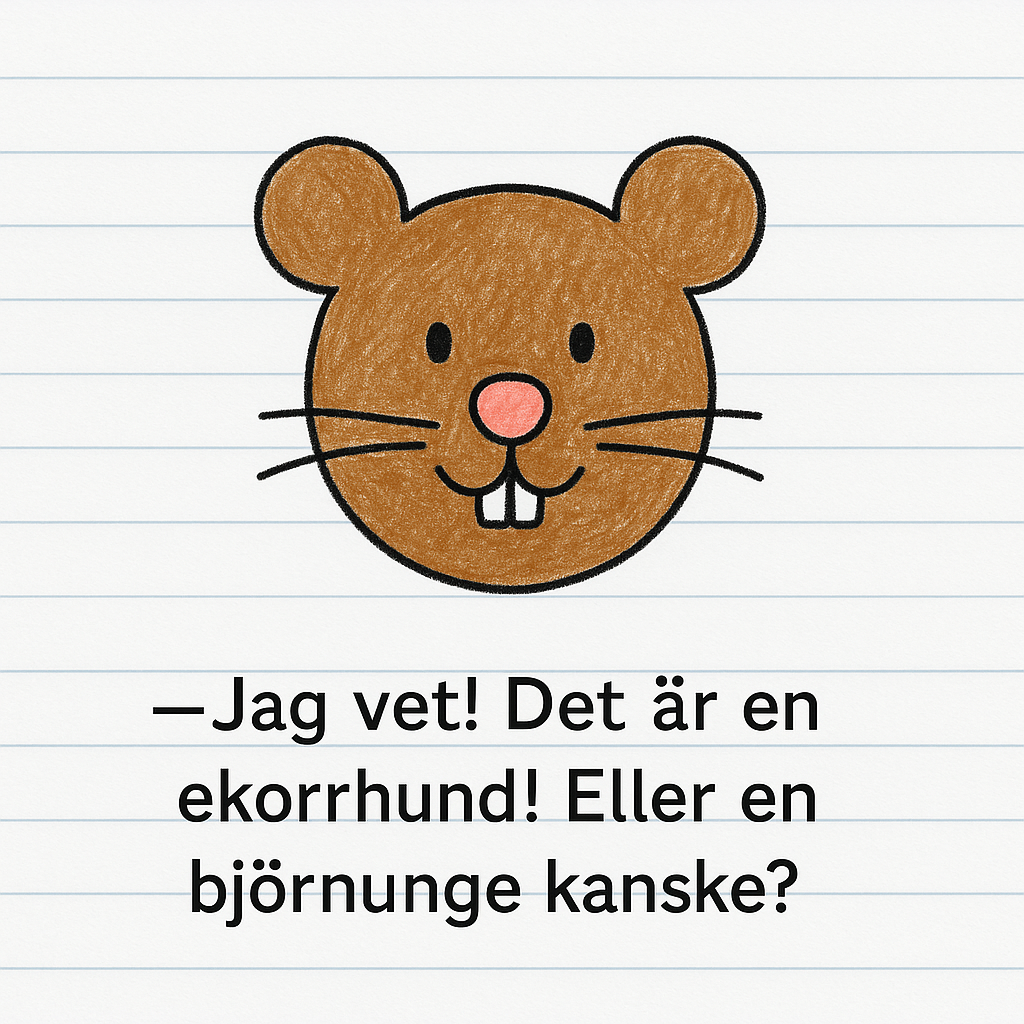 —Jag vet! Det är en
ekorrhund! Eller en
björnunge kanske?